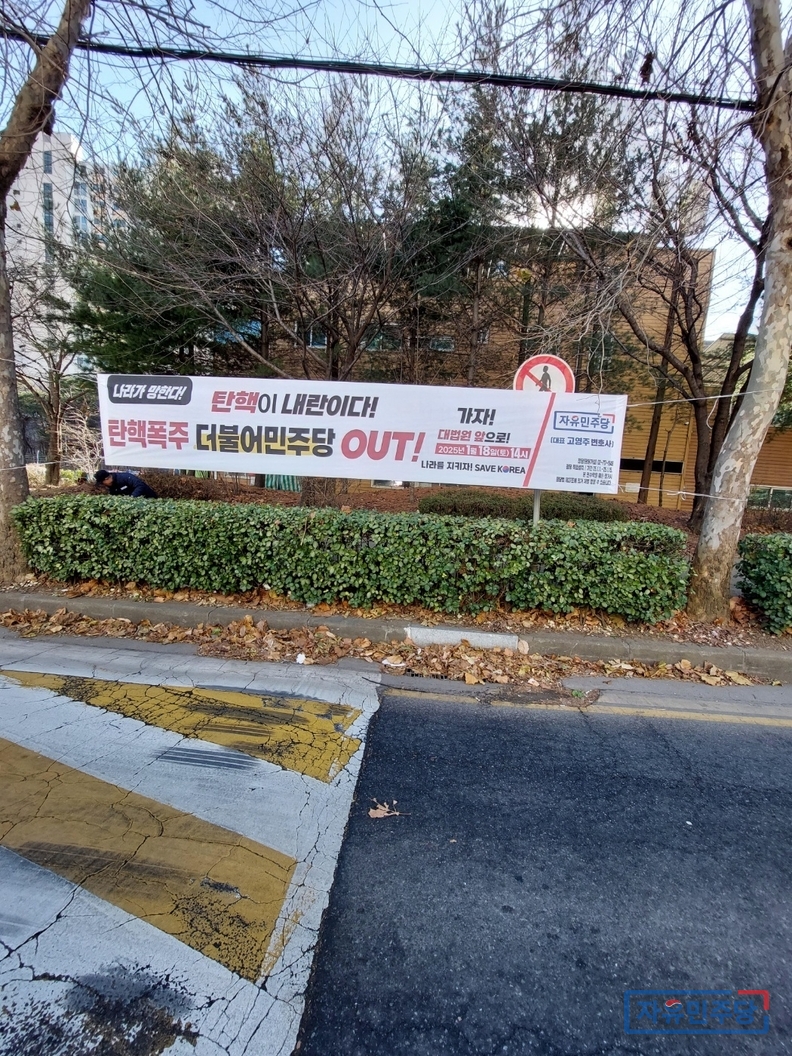 나라가 망한다!
탄핵이 내란이다!
탄핵폭주 더불어민주당 OUT!
가자!
대법원 앞으로!
2025년 1월 18일(토) 14시
나라를 지키자! SAVE KOREA
자유민주당
(대표 고영주 변호사)
자유민주당